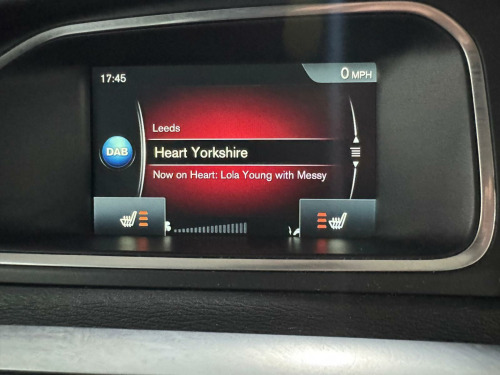 17:45
0 MPH
Leeds
DAB
Heart Yorkshire
Now on Heart: Lola Young with Messy